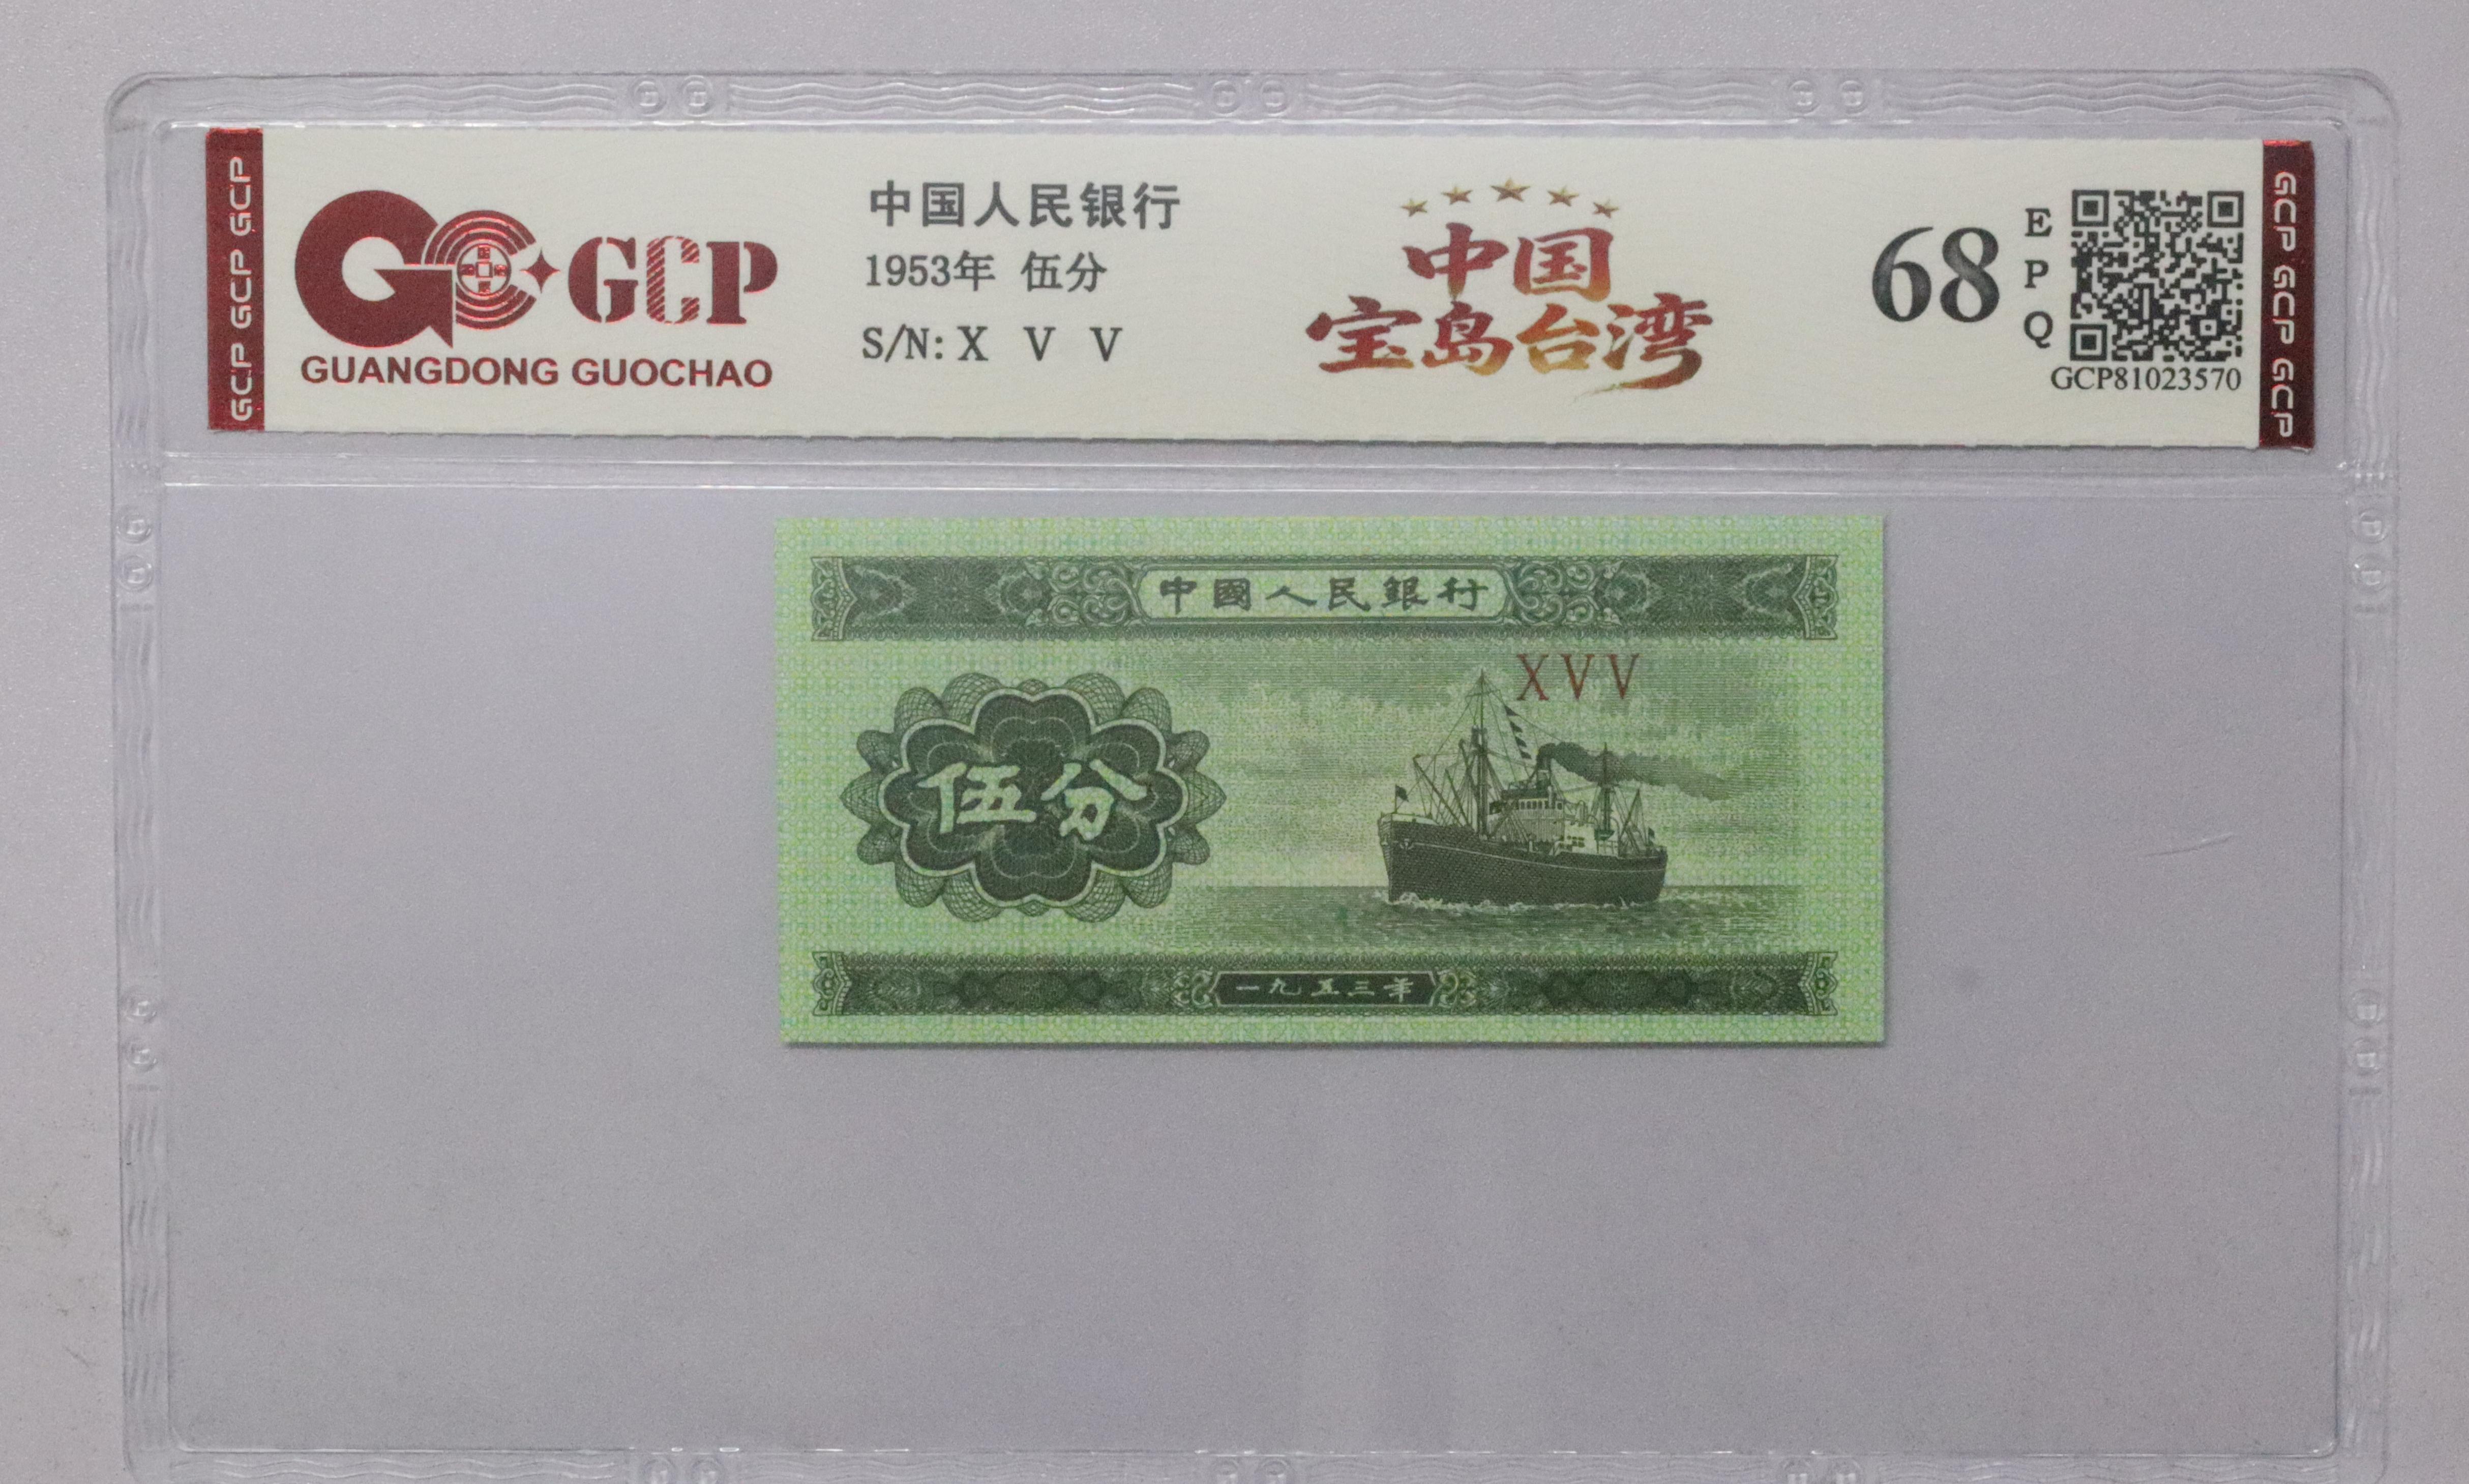 GCP GCP GCP
GCP
GUANGDONG GUOCHAO
中国人民银行
1953年 伍分
S/N: X V V
中国
宝岛台湾
68
E
P
Q
GCP81023570
GCP GCP GCP
中國人民銀行
XVV
伍分
一九五三年